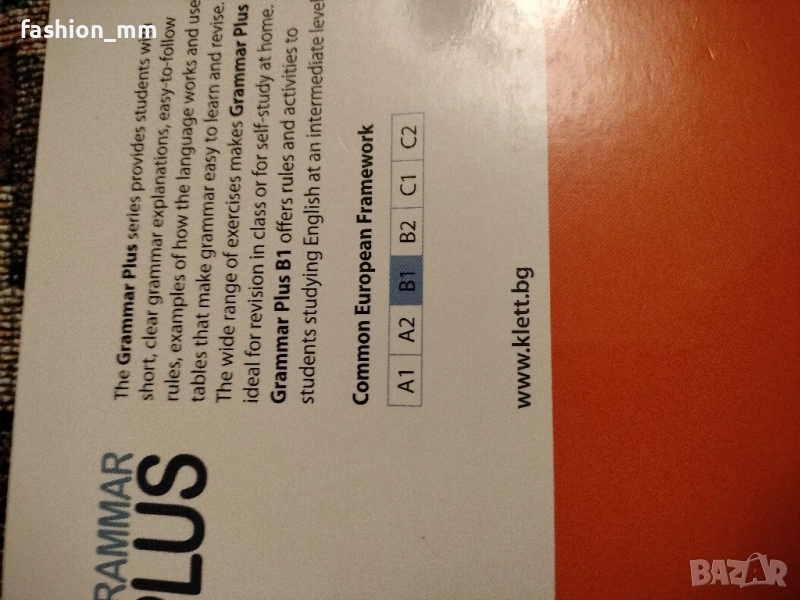 fashion_mm
GRAMMAR
PLUS
The Grammar Plus series provides students with
short, clear grammar explanations, easy-to-follow
rules, examples of how the language works and use
tables that make grammar easy to learn and revise.
The wide range of exercises makes Grammar Plus
ideal for revision in class or for self-study at home.
Grammar Plus B1 offers rules and activities to
students studying English at an intermediate level
Common European Framework
A1 A2 B1 B2 C1 C2
www.klett.bg
BAZAR